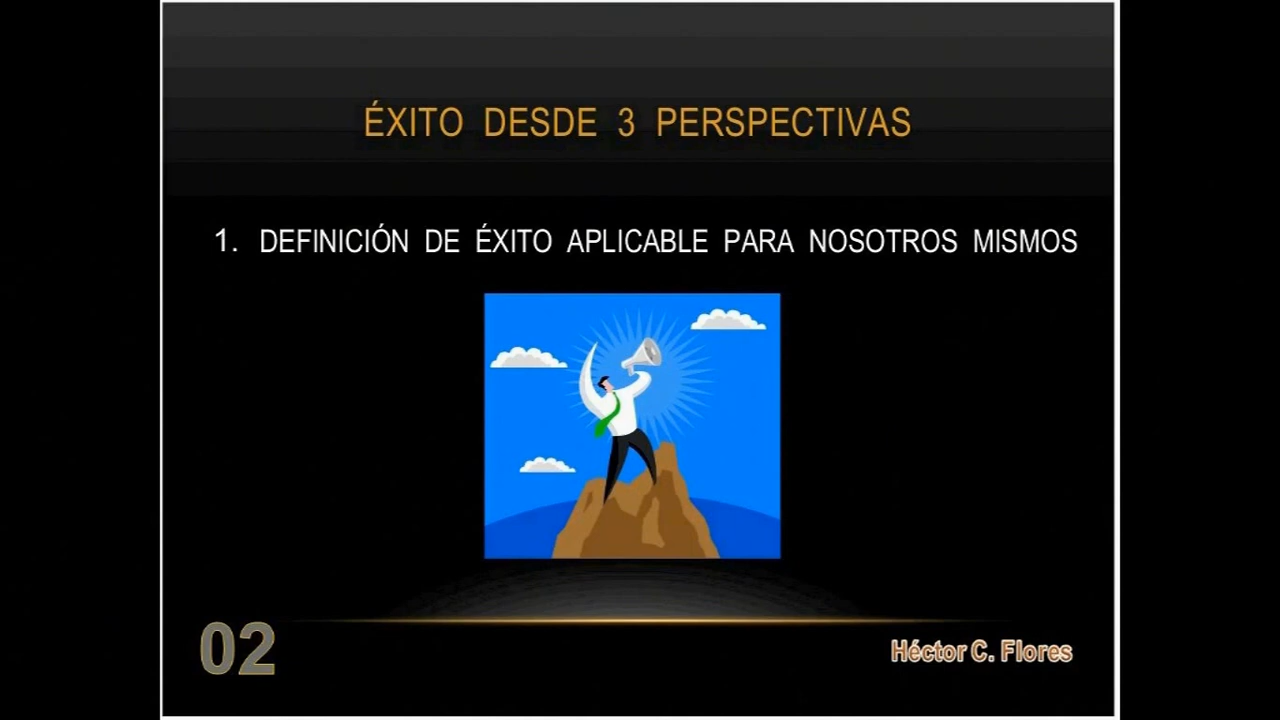 ÉXITO DESDE 3 PERSPECTIVAS
1. DEFINICIÓN DE ÉXITO APLICABLE PARA NOSOTROS MISMOS
02
Héctor C. Flores